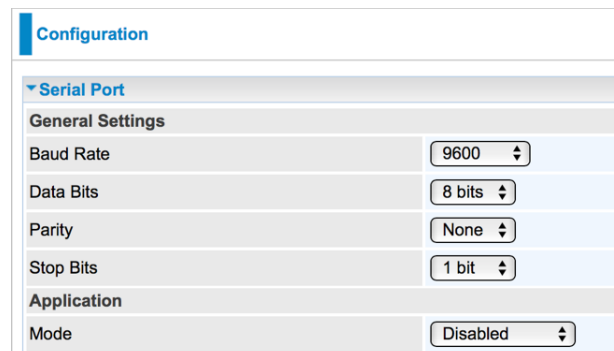 Configuration
Serial Port
General Settings
Baud Rate 9600
Data Bits 8 bits
Parity None
Stop Bits 1 bit
Application
Mode Disabled